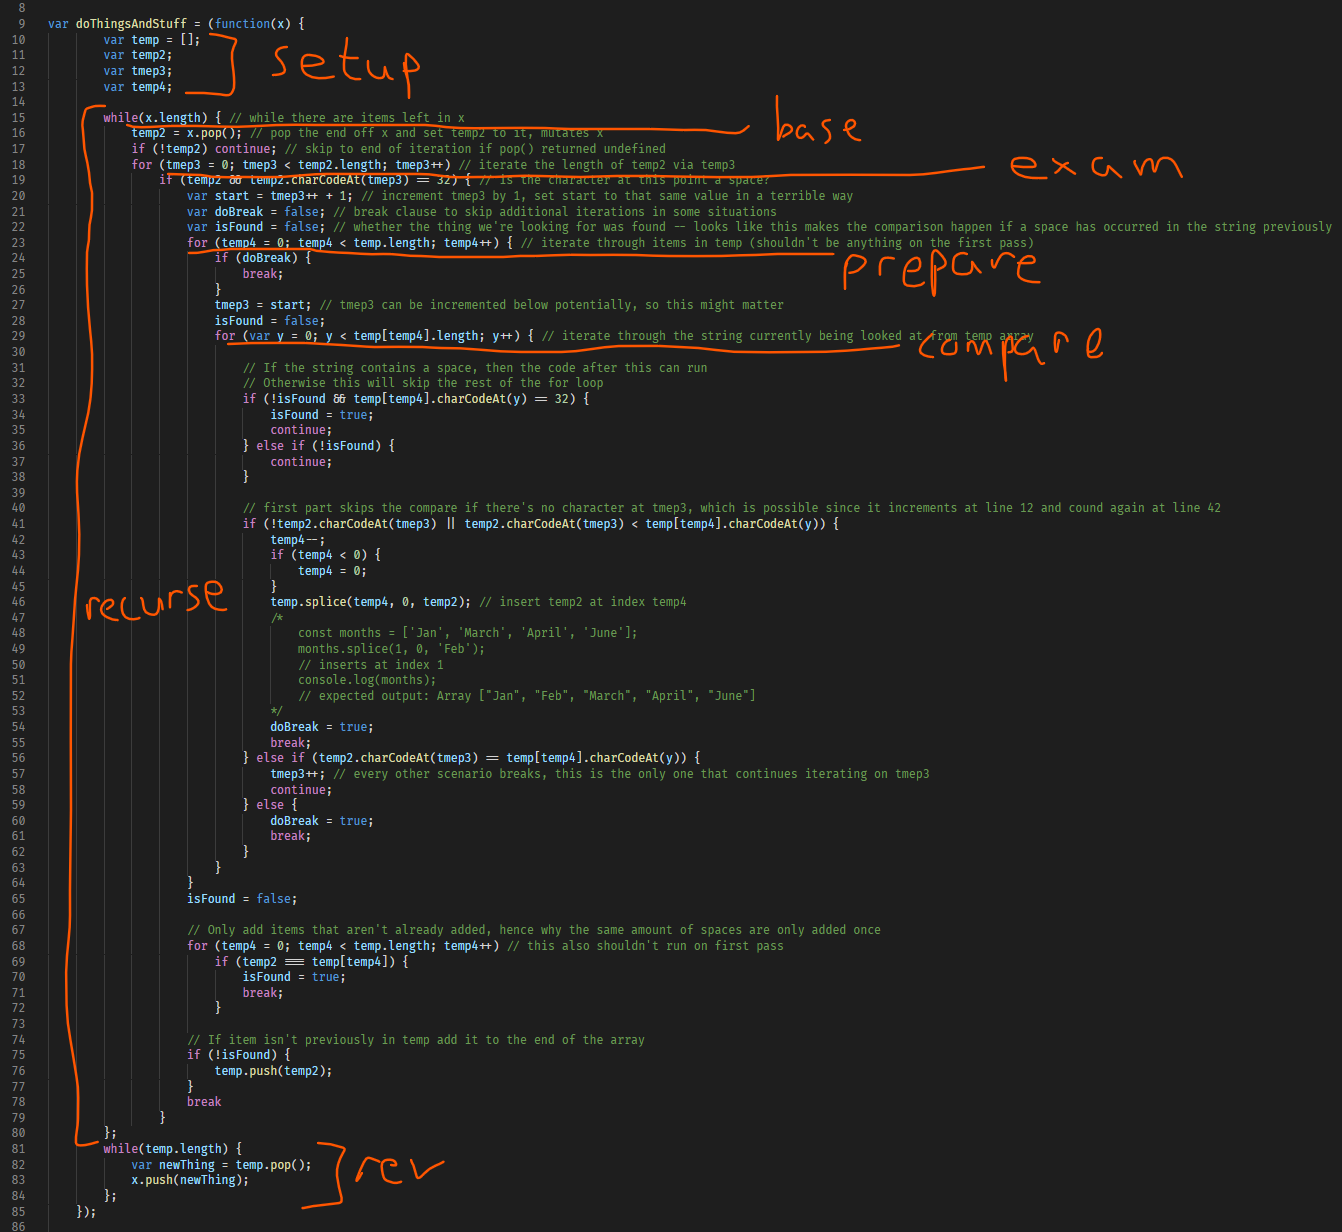 8
9 var doThingsAndStuff = (function(x) {
10 var temp = [];
11 var temp2;
12 var tmep3;
13 var temp4;
setup
14
15 while(x.length) { // while there are items left in x
base
16 temp2 = x.pop(); // pop the end off x and set temp2 to it, mutates x
17 if (!temp2) continue; // skip to end of iteration if pop() returned undefined
18 for (tmep3 = 0; tmep3 < temp2.length; tmep3++) // iterate the length of temp2 via temp3
exam
19 if (temp2 && temp2.charCodeAt(tmep3) == 32) { // is the character at this point a space?
20 var start = tmep3++ + 1; // increment tmep3 by 1, set start to that same value in a terrible way
21 var doBreak = false; // break clause to skip additional iterations in some situations
22 var isFound = false; // whether the thing we're looking for was found -- looks like this makes the comparison happen if a space has occurred in the string previously
23 for (temp4 = 0; temp4 < temp.length; temp4++) { // iterate through items in temp (shouldn't be anything on the first pass)
prepare
24 if (doBreak) {
25 break;
26 }
27 tmep3 = start; // tmep3 can be incremented below potentially, so this might matter
28 isFound = false;
29 for (var y = 0; y < temp[temp4].length; y++) { // iterate through the string currently being looked at from temp array
compare
30
31 // If the string contains a space, then the code after this can run
32 // Otherwise this will skip the rest of the for loop
33 if (!isFound && temp[temp4].charCodeAt(y) == 32) {
34 isFound = true;
35 continue;
36 } else if (!isFound) {
37 continue;
38 }
39
40 // first part skips the compare if there's no character at tmep3, which is possible since it increments at line 12 and cound again at line 42
41 if (!temp2.charCodeAt(tmep3) || temp2.charCodeAt(tmep3) < temp[temp4].charCodeAt(y)) {
42 temp4--;
43 if (temp4 < 0) {
44 temp4 = 0;
45 }
recurse
46 temp.splice(temp4, 0, temp2); // insert temp2 at index temp4
47 /*
48 const months = ['Jan', 'March', 'April', 'June'];
49 months.splice(1, 0, 'Feb');
50 // inserts at index 1
51 console.log(months);
52 // expected output: Array ["Jan", "Feb", "March", "April", "June"]
53 */
54 doBreak = true;
55 break;
56 } else if (temp2.charCodeAt(tmep3) == temp[temp4].charCodeAt(y)) {
57 tmep3++; // every other scenario breaks, this is the only one that continues iterating on tmep3
58 continue;
59 } else {
60 doBreak = true;
61 break;
62 }
63 }
64 }
65 isFound = false;
66
67 // Only add items that aren't already added, hence why the same amount of spaces are only added once
68 for (temp4 = 0; temp4 < temp.length; temp4++) // this also shouldn't run on first pass
69 if (temp2 === temp[temp4]) {
70 isFound = true;
71 break;
72 }
73
74 // If item isn't previously in temp add it to the end of the array
75 if (!isFound) {
76 temp.push(temp2);
77 }
78 break
79 }
80 };
81 while(temp.length) {
82 var newThing = temp.pop();
rev
83 x.push(newThing);
84 };
85 });
86